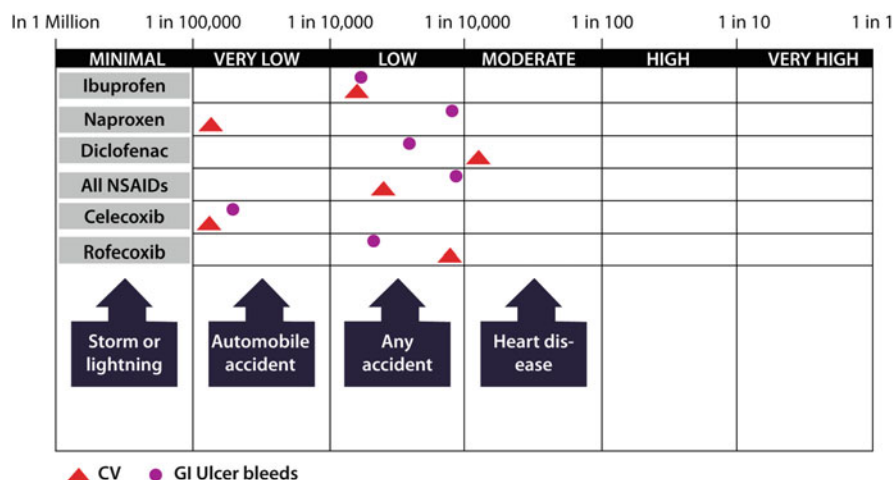 In 1 Million 1 in 100,000 1 in 10,000 1 in 10,000 1 in 100 1 in 10 1 in 1
MINIMAL VERY LOW LOW MODERATE HIGH VERY HIGH
Ibuprofen
Naproxen
Diclofenac
All NSAIDs
Celecoxib
Rofecoxib
Storm or
lightning
Automobile
accident
Any
accident
Heart dis-
ease
CV GI Ulcer bleeds